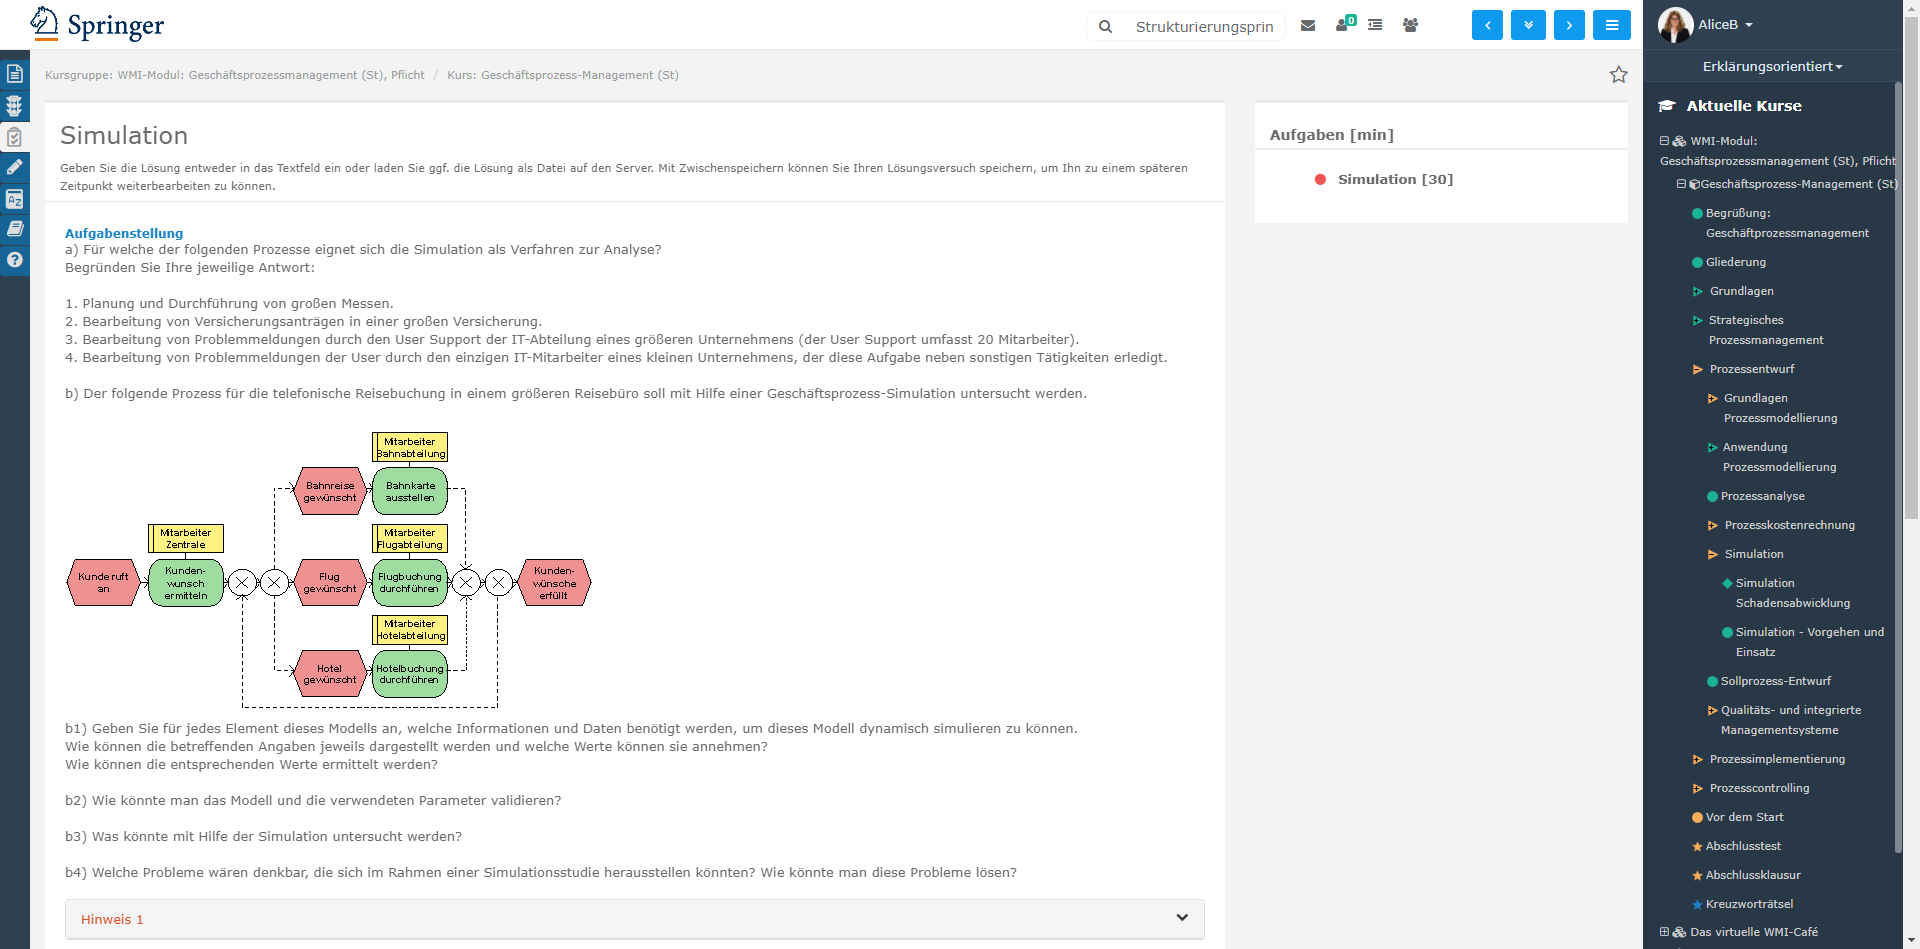 Springer
Strukturierungsprin
0
AliceB
Kursgruppe: WMI-Modul: Geschäftsprozessmanagement (St), Pflicht / Kurs: Geschäftsprozess-Management (St)
Simulation
Geben Sie die Lösung entweder in das Textfeld ein oder laden Sie ggf. die Lösung als Datei auf den Server. Mit Zwischenspeichern können Sie Ihren Lösungsversuch speichern, um Ihn zu einem späteren
Zeitpunkt weiterbearbeiten zu können.
Aufgabenstellung
a) Für welche der folgenden Prozesse eignet sich die Simulation als Verfahren zur Analyse?
Begründen Sie Ihre jeweilige Antwort:
1. Planung und Durchführung von großen Messen.
2. Bearbeitung von Versicherungsanträgen in einer großen Versicherung.
3. Bearbeitung von Problemmeldungen durch den User Support der IT-Abteilung eines größeren Unternehmens (der User Support umfasst 20 Mitarbeiter).
4. Bearbeitung von Problemmeldungen der User durch den einzigen IT-Mitarbeiter eines kleinen Unternehmens, der diese Aufgabe neben sonstigen Tätigkeiten erledigt.
b) Der folgende Prozess für die telefonische Reisebuchung in einem größeren Reisebüro soll mit Hilfe einer Geschäftsprozess-Simulation untersucht werden.
Mitarbeiter
Bahnabteilung
Bahnreise
gewünscht
Bahnkarte
ausstellen
Mitarbeiter
Zentrale
Mitarbeiter
Flugabteilung
Kunde ruft
an
Kunden-
wunsch
ermitteln
Flug
gewünscht
Flugbuchung
durchführen
Kunden-
wünsche
erfüllt
Mitarbeiter
Hotelabteilung
Hotel
gewünscht
Hotelbuchung
durchführen
b1) Geben Sie für jedes Element dieses Modells an, welche Informationen und Daten benötigt werden, um dieses Modell dynamisch simulieren zu können.
Wie können die betreffenden Angaben jeweils dargestellt werden und welche Werte können sie annehmen?
Wie können die entsprechenden Werte ermittelt werden?
b2) Wie könnte man das Modell und die verwendeten Parameter validieren?
b3) Was könnte mit Hilfe der Simulation untersucht werden?
b4) Welche Probleme wären denkbar, die sich im Rahmen einer Simulationsstudie herausstellen könnten? Wie könnte man diese Probleme lösen?
Hinweis 1
Aufgaben [min]
Simulation [30]
Erklärungsorientiert
Aktuelle Kurse
WMI-Modul:
Geschäftsprozessmanagement (St), Pflicht
Geschäftsprozess-Management (St)
Begrüßung:
Geschäftprozessmanagement
Gliederung
Grundlagen
Strategisches
Prozessmanagement
Prozessentwurf
Grundlagen
Prozessmodellierung
Anwendung
Prozessmodellierung
Prozessanalyse
Prozesskostenrechnung
Simulation
Simulation
Schadensabwicklung
Simulation - Vorgehen und
Einsatz
Sollprozess-Entwurf
Qualitäts- und integrierte
Managementsysteme
Prozessimplementierung
Prozesscontrolling
Vor dem Start
Abschlusstest
Abschlussklausur
Kreuzworträtsel
Das virtuelle WMI-Café